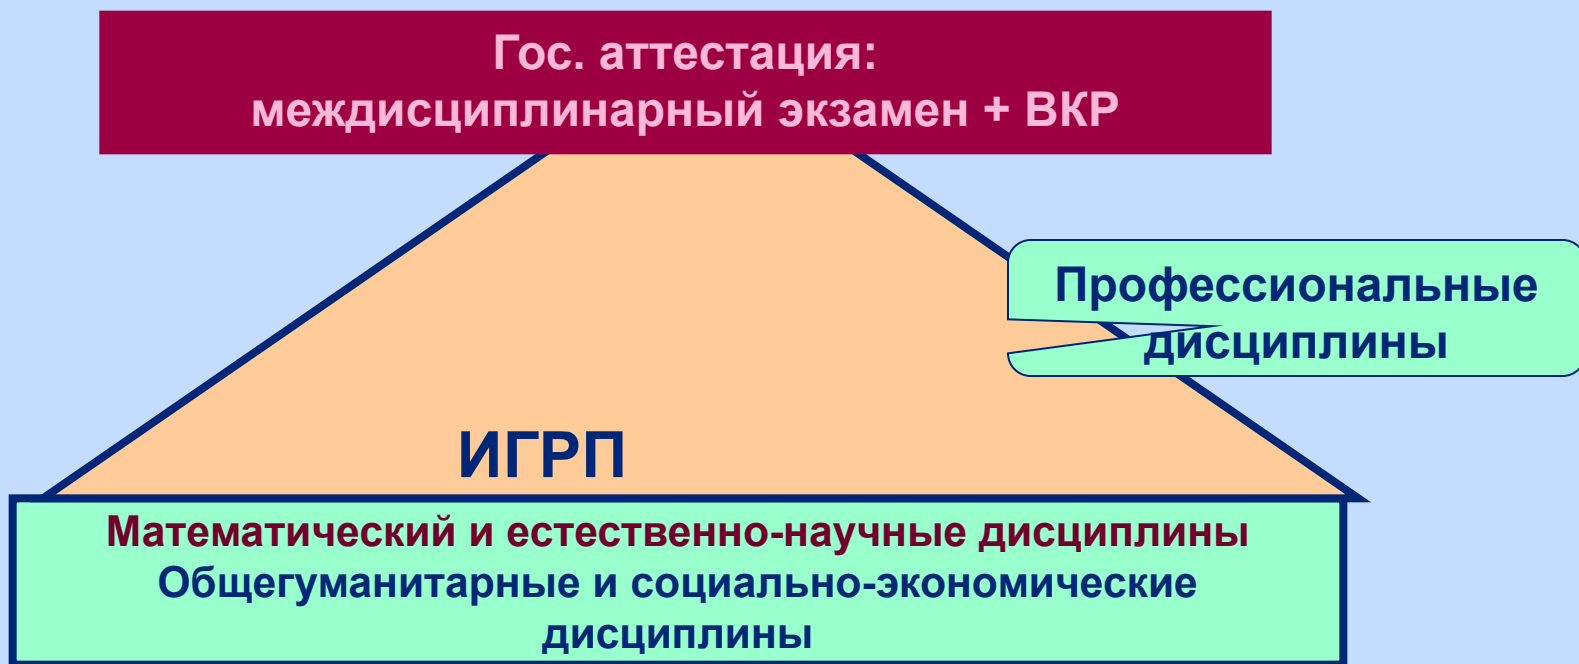 Гос. аттестация:
междисциплинарный экзамен + ВКР
Профессиональные
дисциплины
ИГРП
Математический и естественно-научные дисциплины
Общегуманитарные и социально-экономические
дисциплины